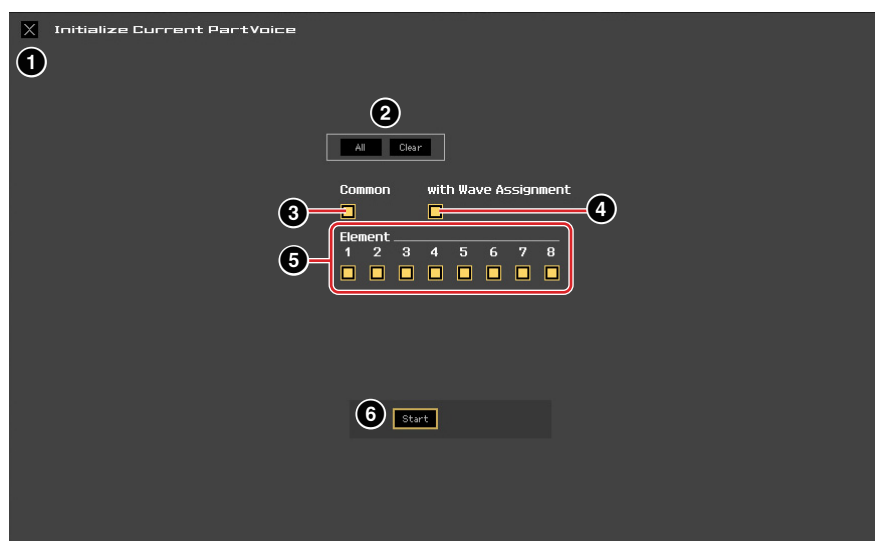 Initialize Current PartVoice
1
2
All Clear
Common with Wave Assignment
3
4
Element
5
1 2 3 4 5 6 7 8
6
Start